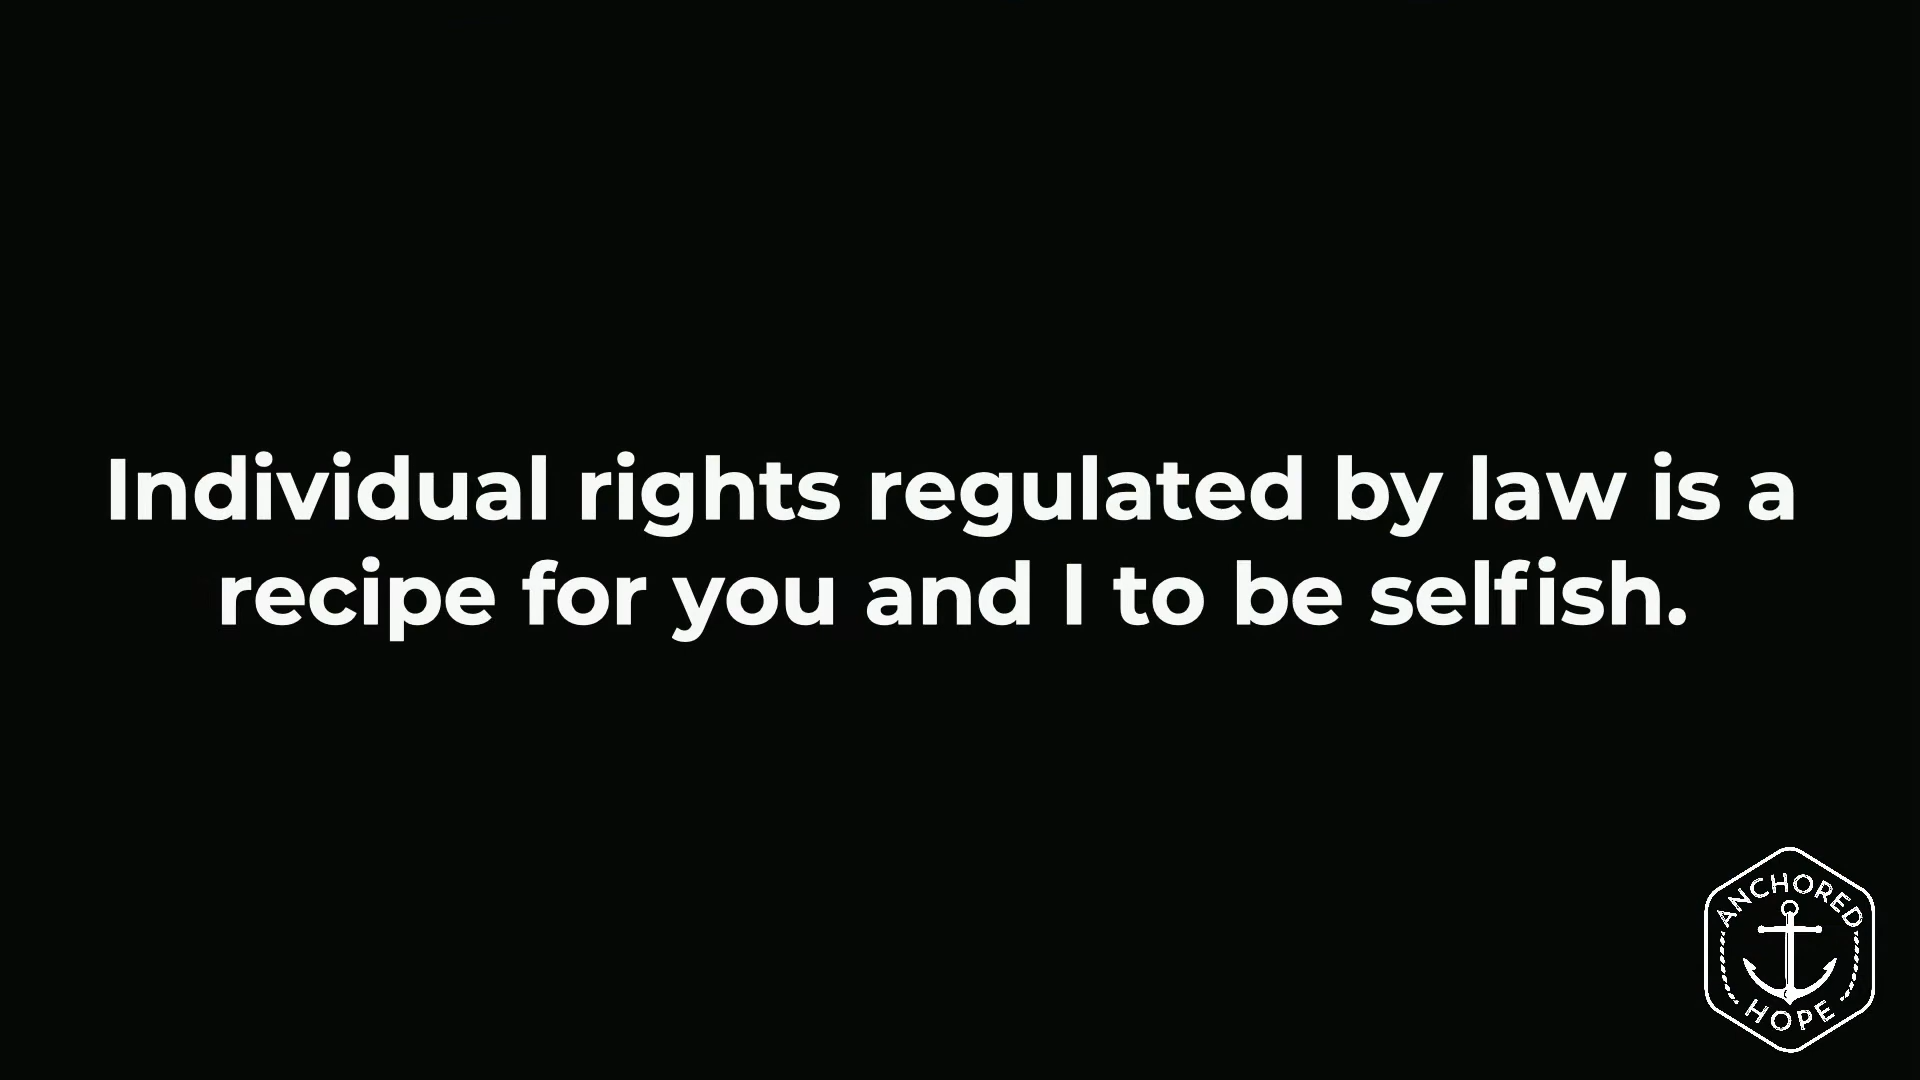 Individual rights regulated by law is a
recipe for you and I to be selfish.
ANCHORED
HOPE